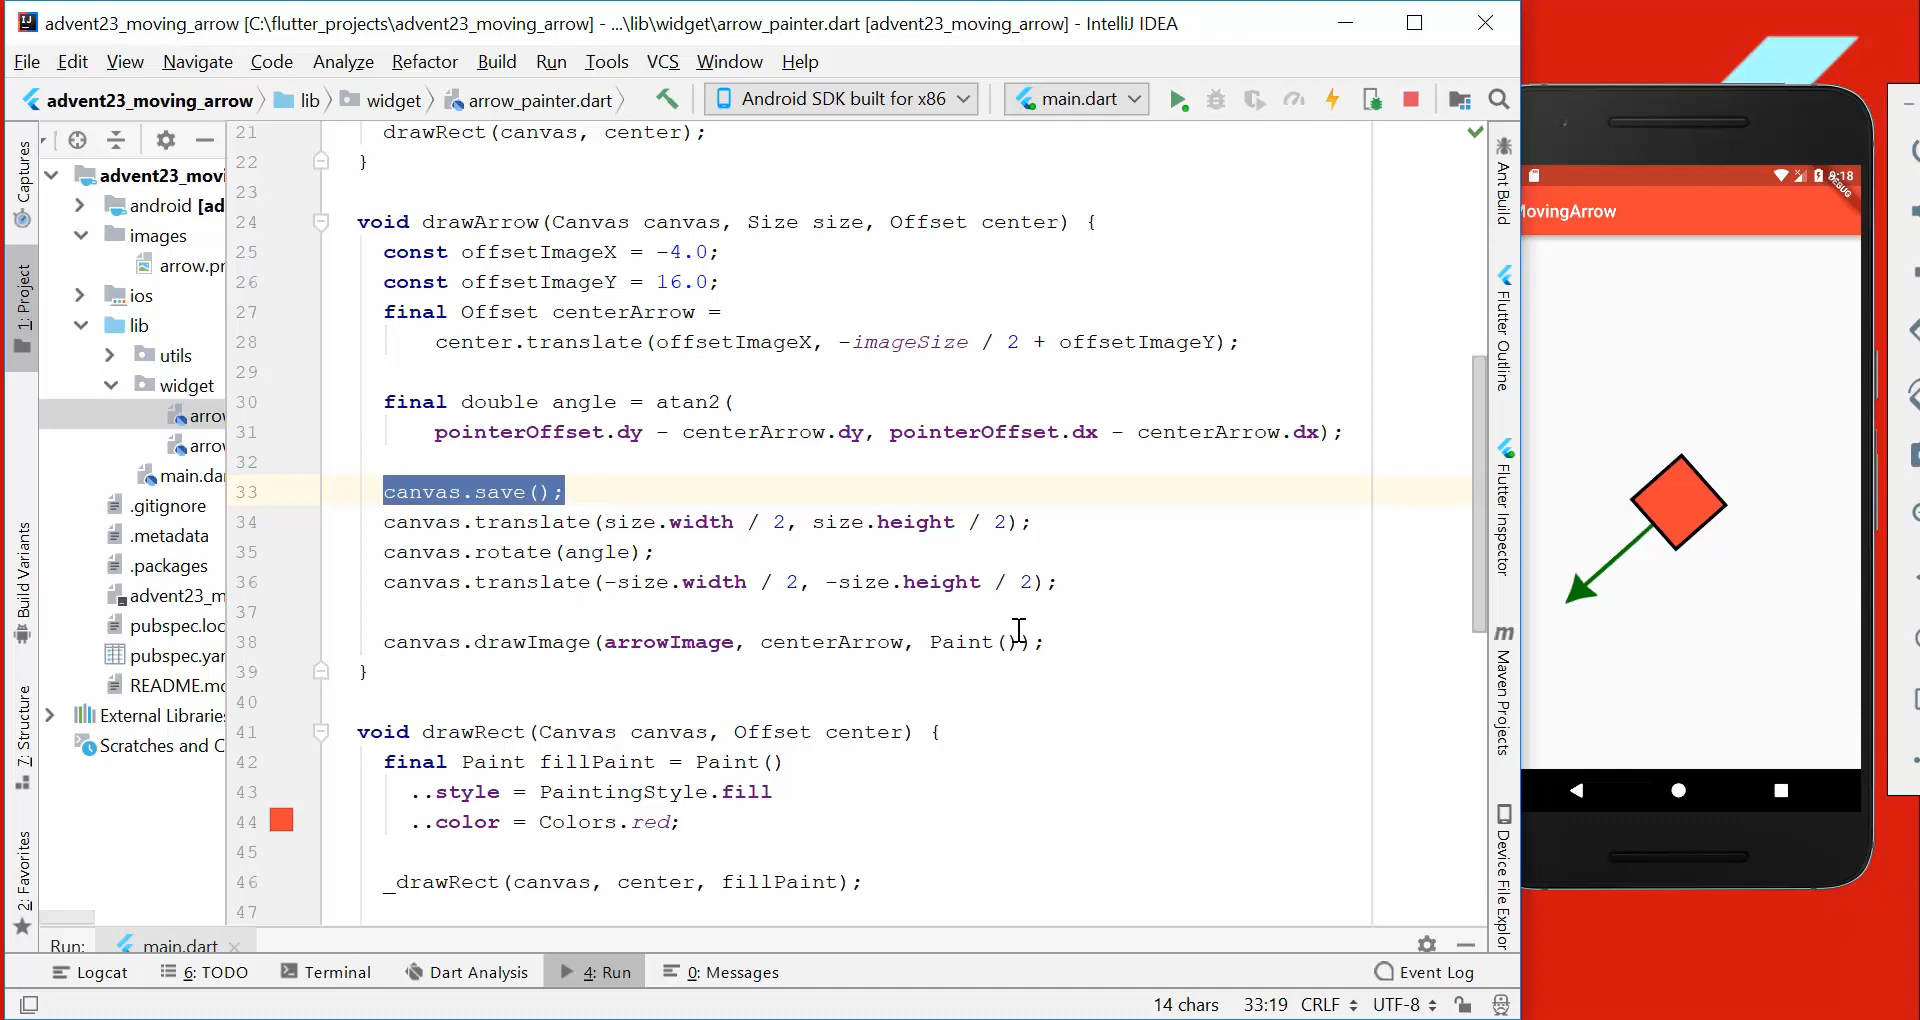 advent23_moving_arrow [C:\flutter_projects\advent23_moving_arrow] - ...\lib\widget\arrow_painter.dart [advent23_moving_arrow] - IntelliJ IDEA
File Edit View Navigate Code Analyze Refactor Build Run Tools VCS Window Help
advent23_moving_arrow lib widget arrow_painter.dart Android SDK built for x86 main.dart
Captures
1: Project
Build Variants
7: Structure
2: Favorites
advent23_movi
android [ad
images
arrow.pr
ios
lib
utils
widget
arrow
arrow
main.da
.gitignore
.metadata
.packages
advent23_m
pubspec.loc
pubspec.yar
README.mc
External Libraries
Scratches and C
21 drawRect(canvas, center);
22 }
23
24 void drawArrow(Canvas canvas, Size size, Offset center) {
25 const offsetImageX = -4.0;
26 const offsetImageY = 16.0;
27 final Offset centerArrow =
28 center.translate(offsetImageX, -imageSize / 2 + offsetImageY);
29
30 final double angle = atan2(
31 pointerOffset.dy - centerArrow.dy, pointerOffset.dx - centerArrow.dx);
32
33 canvas.save();
34 canvas.translate(size.width / 2, size.height / 2);
35 canvas.rotate(angle);
36 canvas.translate(-size.width / 2, -size.height / 2);
37
38 canvas.drawImage(arrowImage, centerArrow, Paint());
39 }
40
41 void drawRect(Canvas canvas, Offset center) {
42 final Paint fillPaint = Paint()
43 ..style = PaintingStyle.fill
44 ..color = Colors.red;
45
46 _drawRect(canvas, center, fillPaint);
47
Ant Build
Flutter Outline
Flutter Inspector
m Maven Projects
Device File Explor
9:18
DEBUG
MovingArrow
Run: main.dart
Logcat 6: TODO Terminal Dart Analysis 4: Run 0: Messages Event Log
14 chars 33:19 CRLF UTF-8